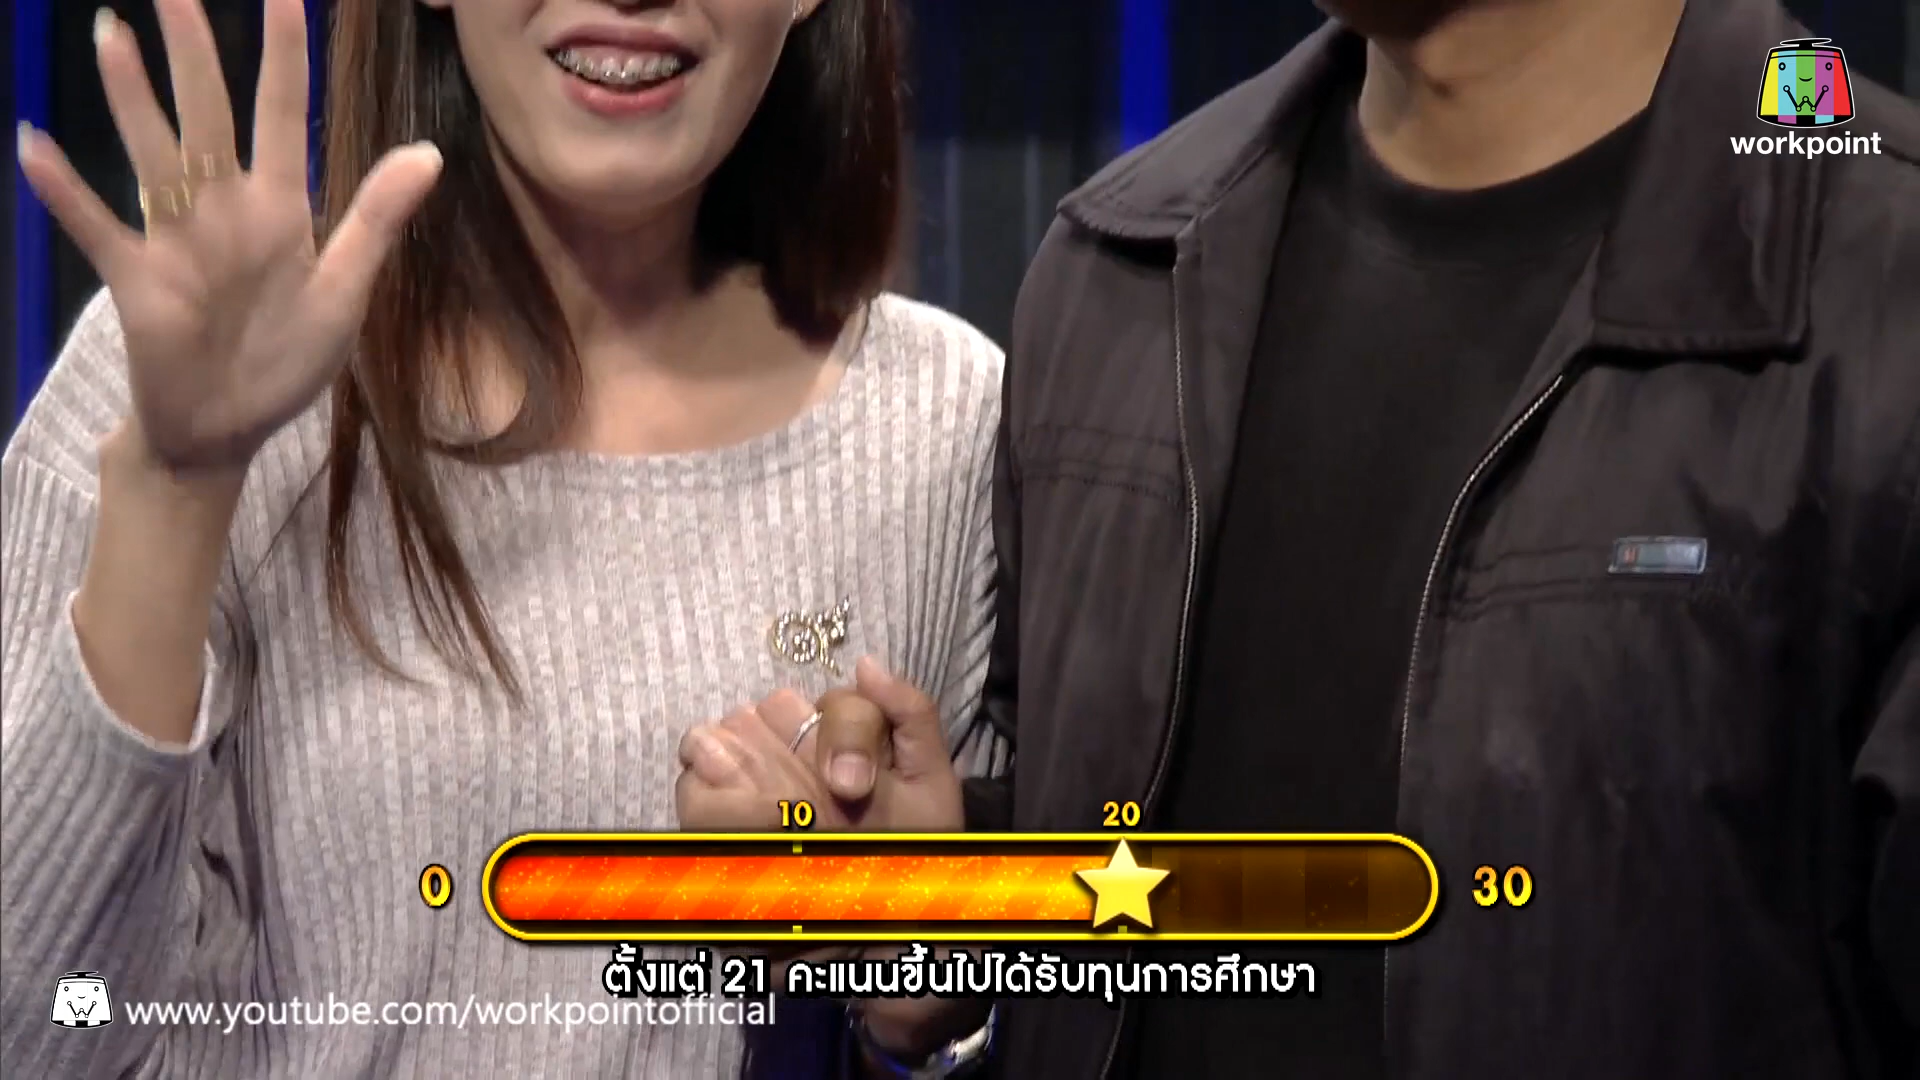 workpoint
10
20
0
30
ตั้งแต่ 21 คะแนนขึ้นไปได้รับทุนการศึกษา
www.youtube.com/workpointofficial